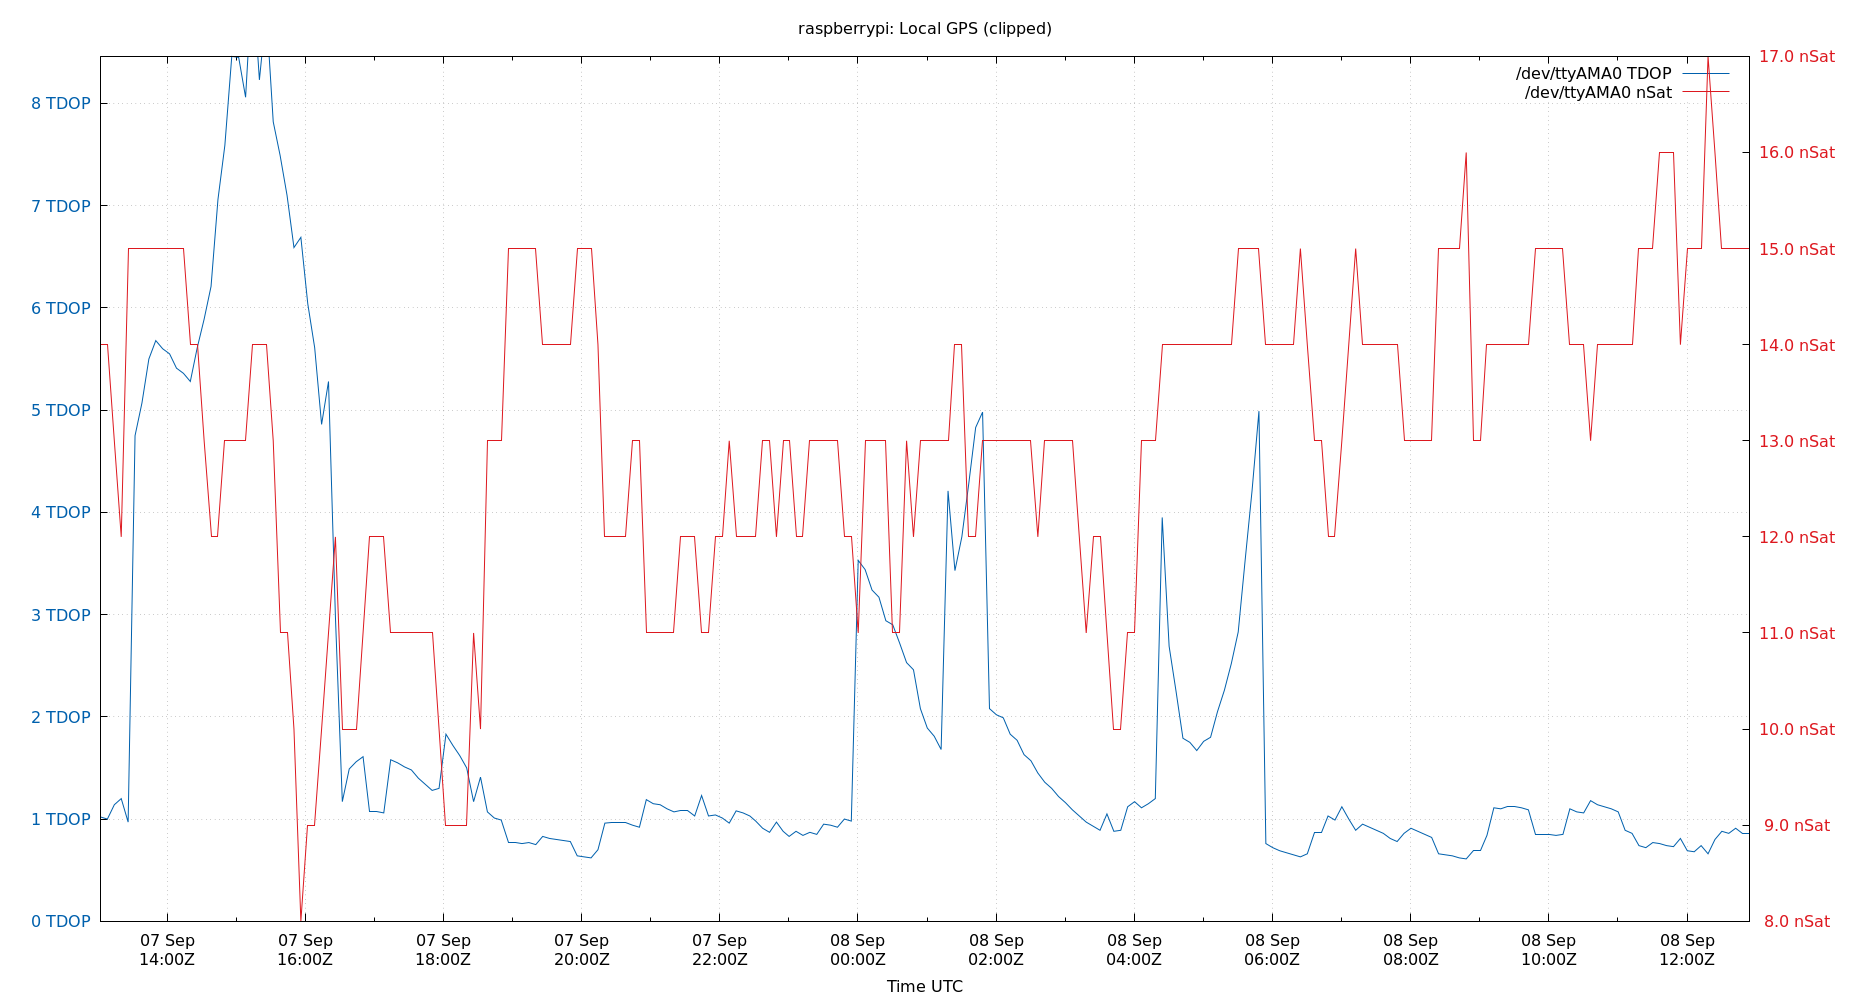 raspberrypi: Local GPS (clipped)
/dev/ttyAMA0 TDOP
/dev/ttyAMA0 nSat
8 TDOP
7 TDOP
6 TDOP
5 TDOP
4 TDOP
3 TDOP
2 TDOP
1 TDOP
0 TDOP
17.0 nSat
16.0 nSat
15.0 nSat
14.0 nSat
13.0 nSat
12.0 nSat
11.0 nSat
10.0 nSat
9.0 nSat
8.0 nSat
07 Sep
14:00Z
07 Sep
16:00Z
07 Sep
18:00Z
07 Sep
20:00Z
07 Sep
22:00Z
08 Sep
00:00Z
08 Sep
02:00Z
08 Sep
04:00Z
08 Sep
06:00Z
08 Sep
08:00Z
08 Sep
10:00Z
08 Sep
12:00Z
Time UTC